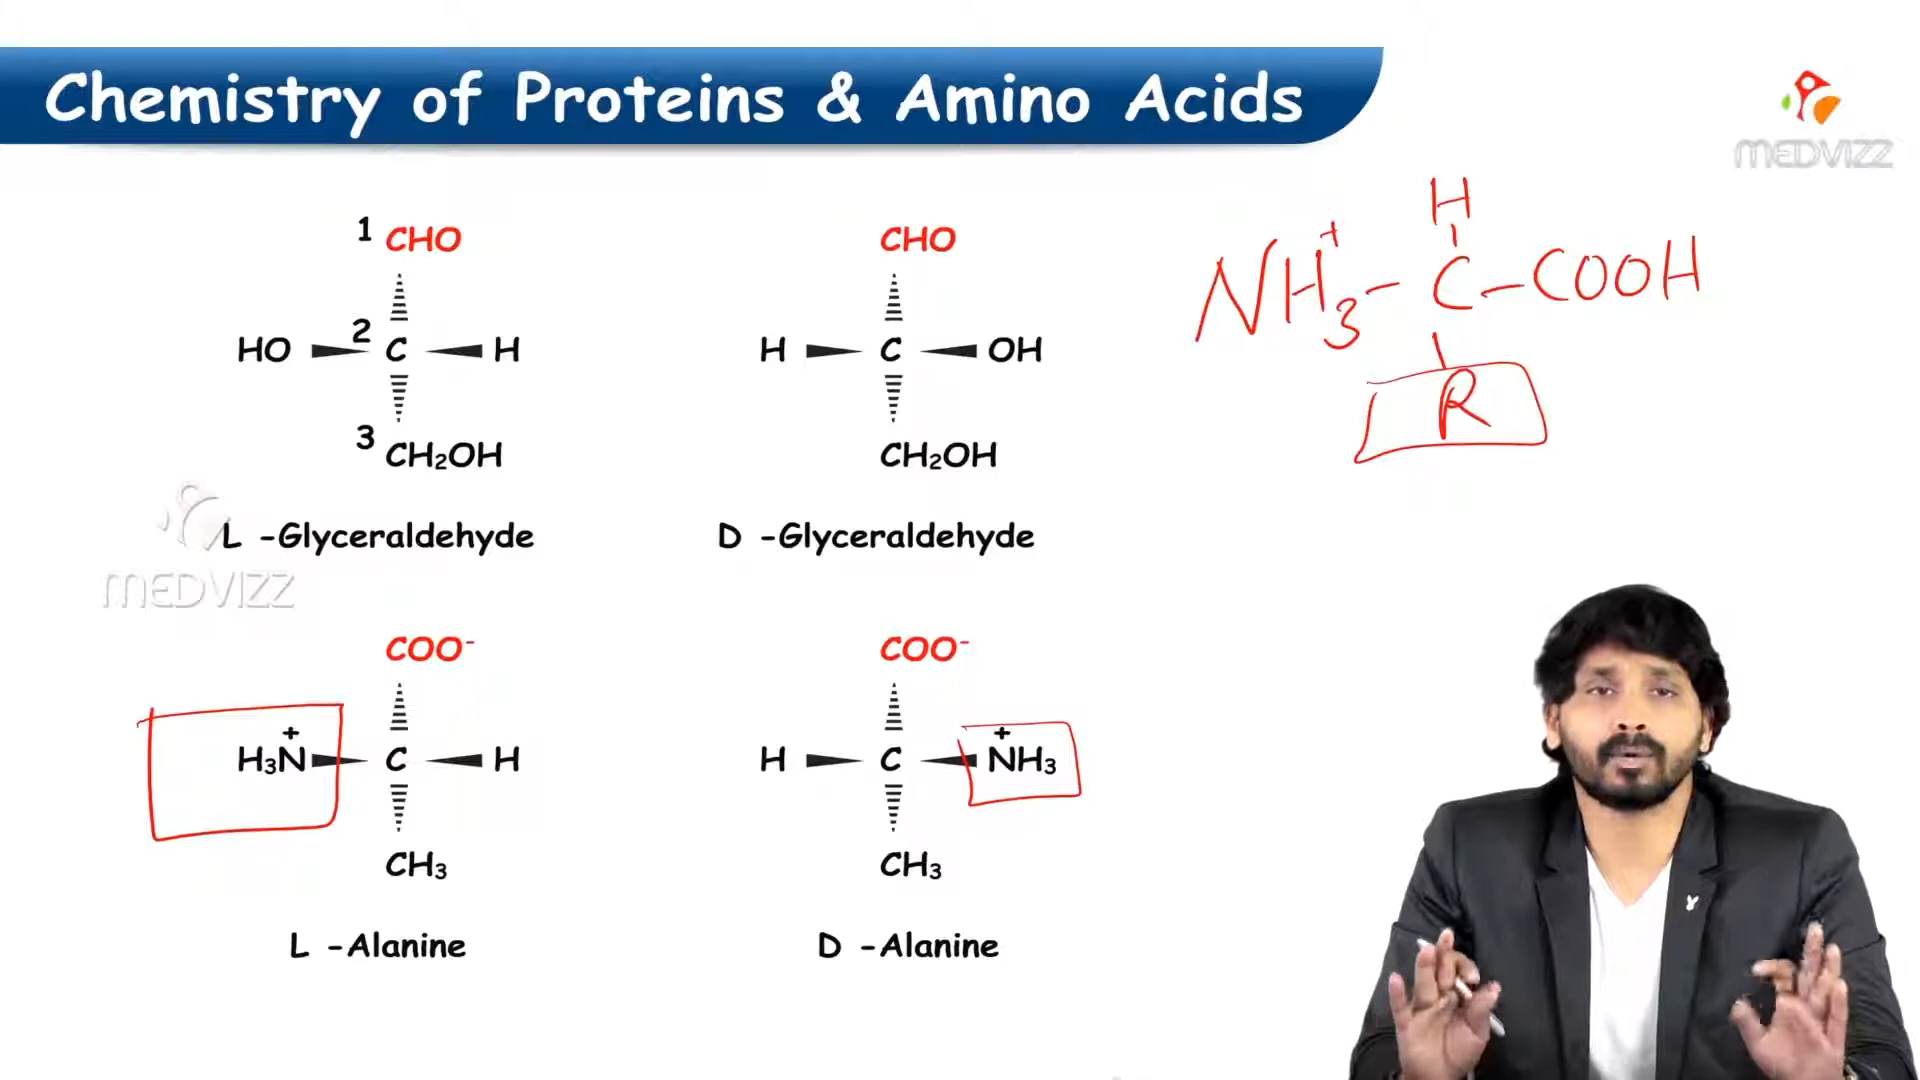 Chemistry of Proteins & Amino Acids
MEDVIZZ
1 CHO
HO 2 C H
3 CH₂OH
L -Glyceraldehyde
CHO
H C OH
CH₂OH
D -Glyceraldehyde
H
NH₃⁺ - C - COOH
R
MEDVIZZ
COO⁻
H₃N⁺ C H
CH₃
L -Alanine
COO⁻
H C N⁺H₃
CH₃
D -Alanine